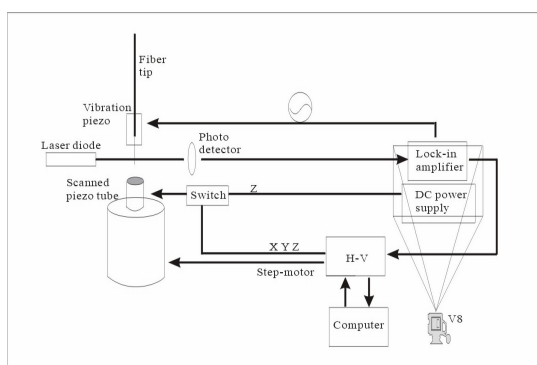 Fiber
tip
Vibration
piezo
Photo
detector
Laser diode
Lock-in
amplifier
Scanned
piezo tube
Switch
Z
DC power
supply
X Y Z
H-V
Step-motor
Computer
V8